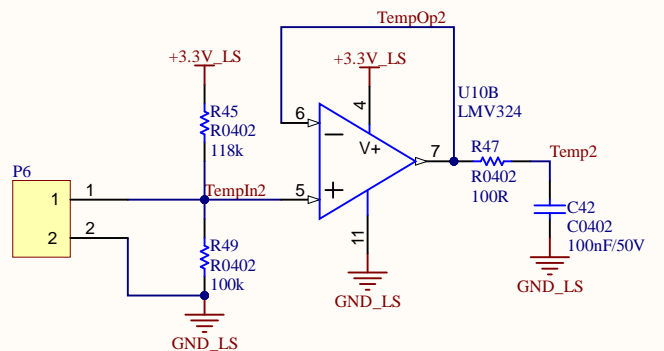 TempOp2
+3.3V_LS
+3.3V_LS
U10B
LMV324
4
R45
R0402
118k
6
V+
7
R47
R0402
100R
Temp2
P6
1
1
TempIn2
5
2
2
C42
C0402
100nF/50V
R49
R0402
100k
11
GND_LS
GND_LS
GND_LS